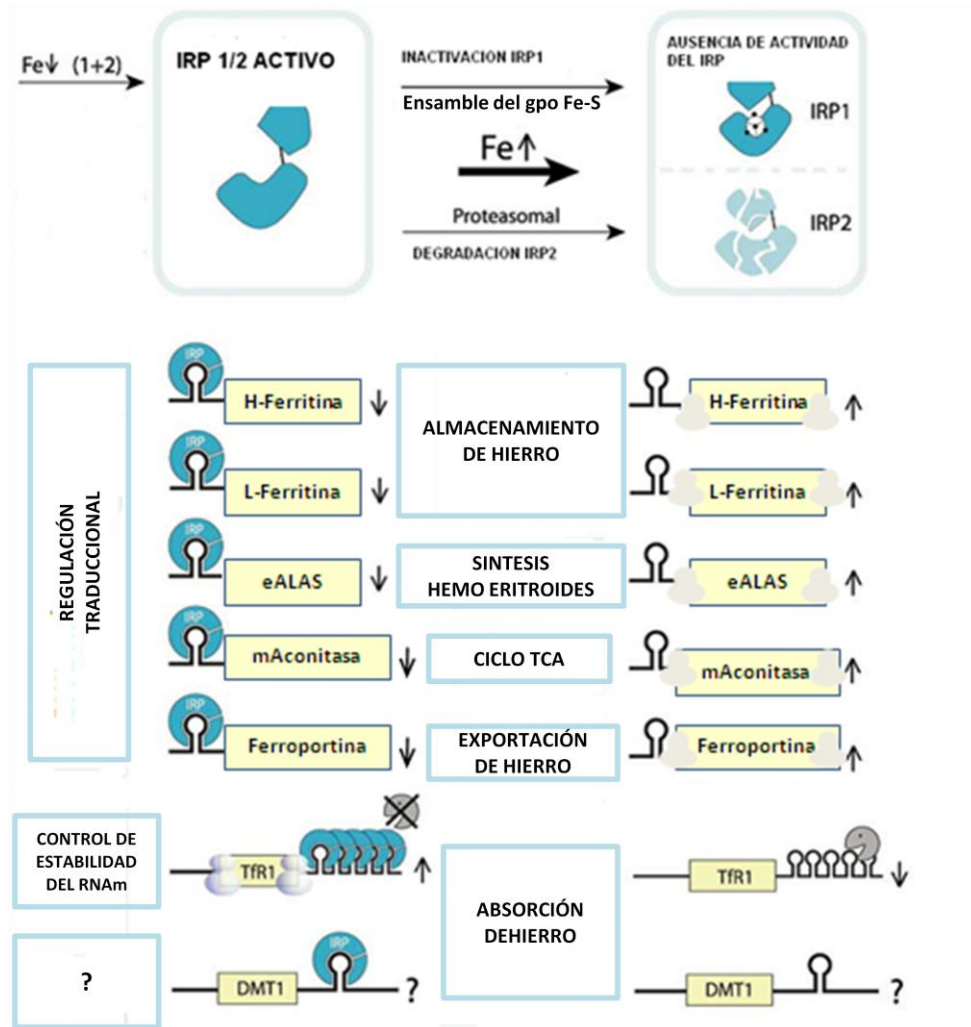 Fe↓ (1+2)
IRP 1/2 ACTIVO
INACTIVACION IRP1
Ensamble del gpo Fe-S
Fe↑
Proteasomal
DEGRADACION IRP2
AUSENCIA DE ACTIVIDAD
DEL IRP
IRP1
IRP2
REGULACIÓN
TRADUCCIONAL
IRP
H-Ferritina ↓
ALMACENAMIENTO
DE HIERRO
H-Ferritina ↑
IRP
L-Ferritina ↓
L-Ferritina ↑
IRP
eALAS ↓
SINTESIS
HEMO ERITROIDES
eALAS ↑
IRP
mAconitasa ↓
CICLO TCA
mAconitasa ↑
IRP
Ferroportina ↓
EXPORTACIÓN
DE HIERRO
Ferroportina ↑
CONTROL DE
ESTABILIDAD
DEL RNAm
TfR1 ↑
ABSORCIÓN
DEHIERRO
TfR1 ↓
?
IRP
DMT1 ?
DMT1 ?